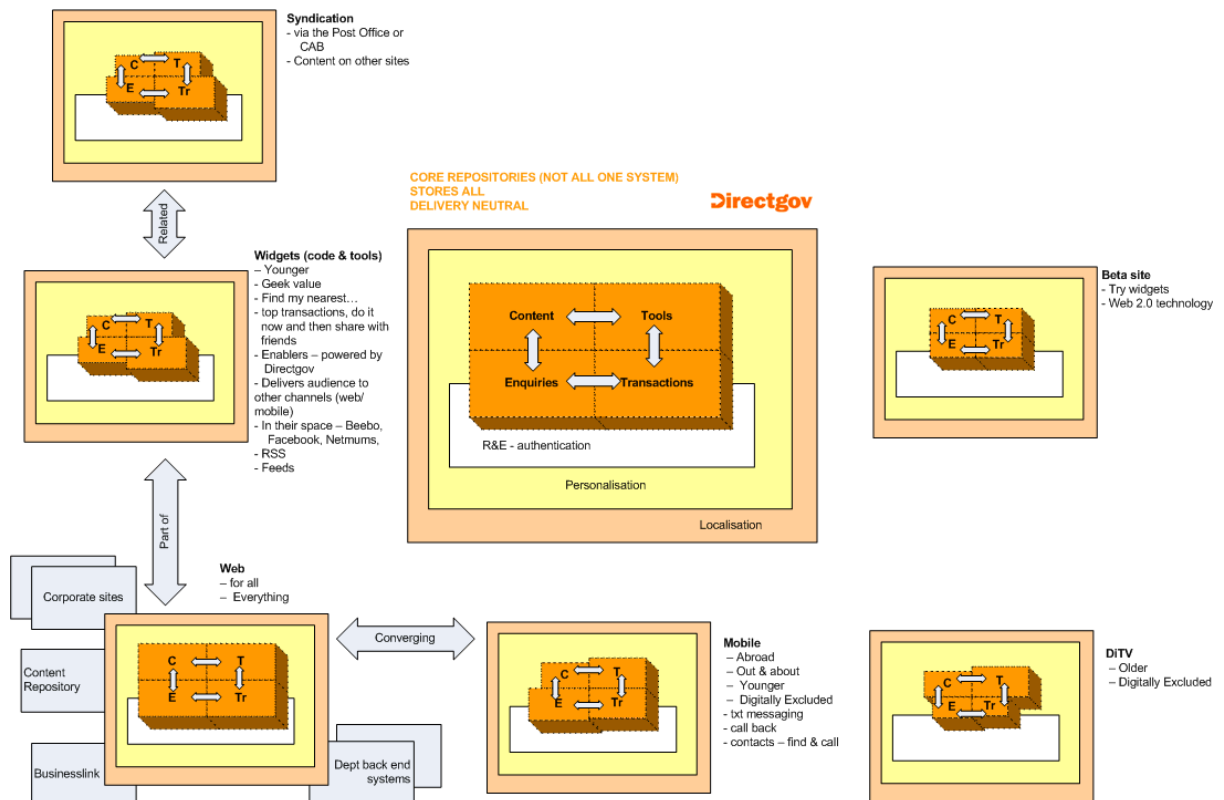 Syndication
- via the Post Office or
CAB
- Content on other sites
C
T
E
Tr
Related
CORE REPOSITORIES (NOT ALL ONE SYSTEM)
STORES ALL
DELIVERY NEUTRAL
Directgov
Widgets (code & tools)
– Younger
- Geek value
- Find my nearest…
- top transactions, do it
now and then share with
friends
- Enablers – powered by
Directgov
- Delivers audience to
other channels (web/
mobile)
- In their space – Beebo,
Facebook, Netmums,
- RSS
- Feeds
C
T
E
Tr
Content
Tools
Enquiries
Transactions
R&E - authentication
Personalisation
Localisation
Beta site
- Try widgets
- Web 2.0 technology
C
T
E
Tr
Part of
Web
– for all
– Everything
Corporate sites
Content
Repository
Businesslink
Dept back end
systems
C
T
E
Tr
Converging
Mobile
– Abroad
– Out & about
– Younger
– Digitally Excluded
- txt messaging
- call back
- contacts – find & call
C
T
E
Tr
DiTV
– Older
– Digitally Excluded
C
T
E
Tr